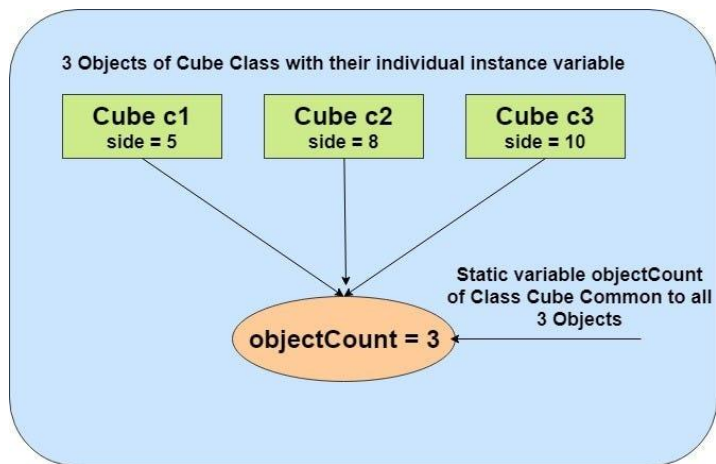 3 Objects of Cube Class with their individual instance variable
Cube c1
side = 5
Cube c2
side = 8
Cube c3
side = 10
Static variable objectCount
of Class Cube Common to all
3 Objects
objectCount = 3